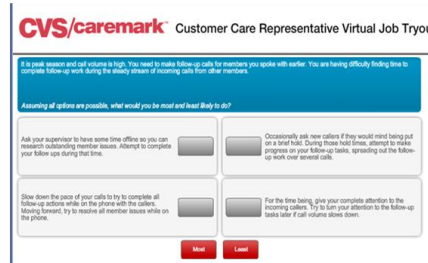 CVS/caremark™ Customer Care Representative Virtual Job Tryou
It is peak season and call volume is high. You need to make follow-up calls for members you spoke with earlier. You are having difficulty finding time to
complete follow-up work during the steady stream of incoming calls from other members.
Assuming all options are possible, what would you be most and least likely to do?
Ask your supervisor to have some time offline so you can
research outstanding member issues. Attempt to complete
your follow ups during that time.
Occasionally ask new callers if they would mind being put
on a brief hold. During those hold times, attempt to make
progress on your follow-up tasks, spreading out the follow-
up work over several calls.
Slow down the pace of your calls to try to complete all
follow-up actions while on the phone with the callers.
Moving forward, try to resolve all member issues while on
the phone.
For the time being, give your complete attention to the
incoming callers. Try to turn your attention to the follow-up
tasks later if call volume slows down.
Most
Least